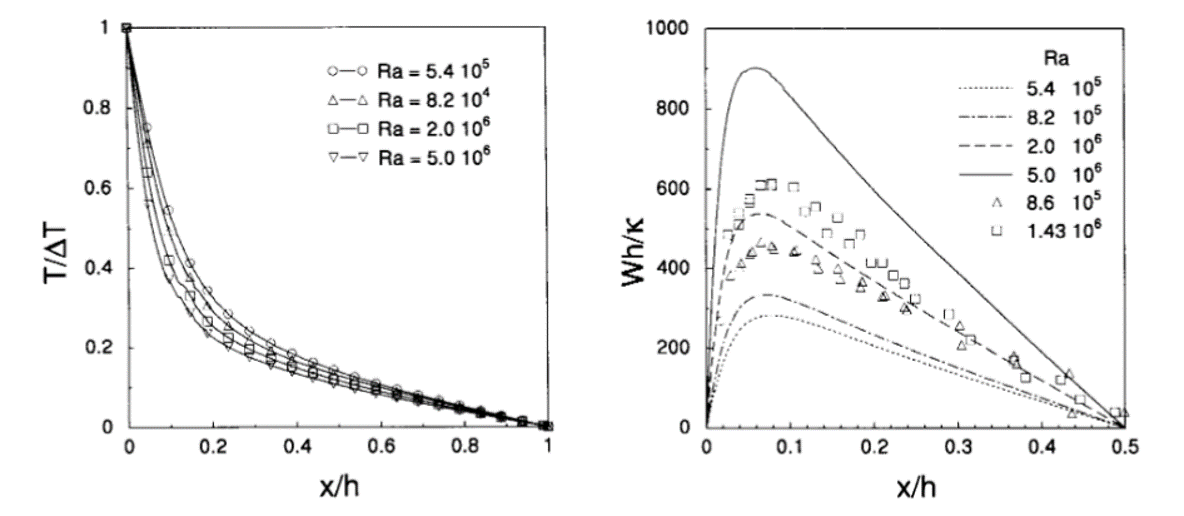 1
0.8
0.6
0.4
0.2
0
0 0.2 0.4 0.6 0.8 1
T/ΔT
x/h
Ra = 5.4 10⁵
Ra = 8.2 10⁴
Ra = 2.0 10⁶
Ra = 5.0 10⁶
1000
800
600
400
200
0
0 0.1 0.2 0.3 0.4 0.5
Wh/κ
x/h
Ra
5.4 10⁵
8.2 10⁵
2.0 10⁶
5.0 10⁶
8.6 10⁵
1.43 10⁶